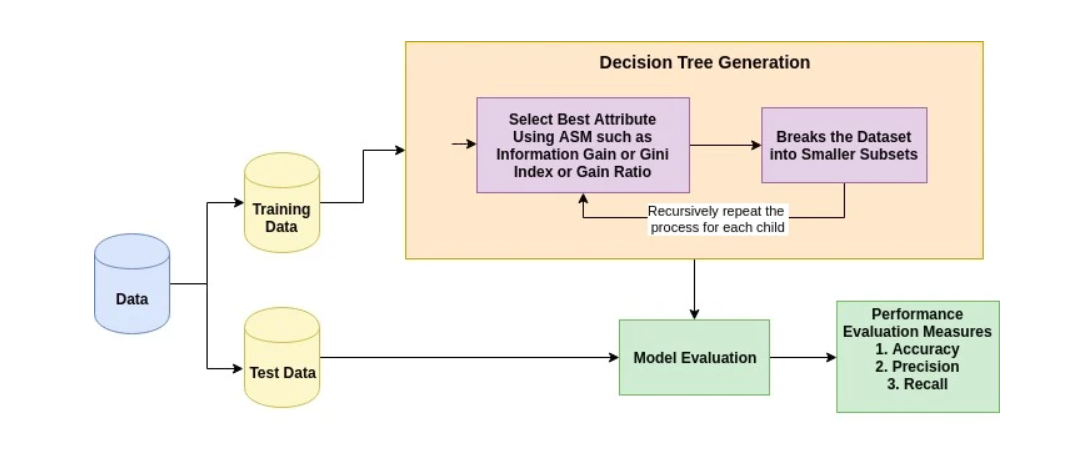 Decision Tree Generation
Select Best Attribute
Using ASM such as
Information Gain or Gini
Index or Gain Ratio
Breaks the Dataset
into Smaller Subsets
Recursively repeat the
process for each child
Training
Data
Data
Test Data
Model Evaluation
Performance
Evaluation Measures
1. Accuracy
2. Precision
3. Recall